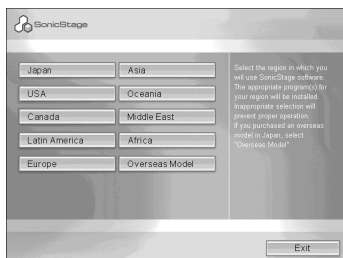 SonicStage
Japan
Asia
USA
Oceania
Canada
Middle East
Latin America
Africa
Europe
Overseas Model
Select the region in which you
will use SonicStage software.
The appropriate program(s) for
your region will be installed.
Inappropriate selection will
prevent proper operation.
If you purchased an overseas
model in Japan, select
"Overseas Model".
Exit